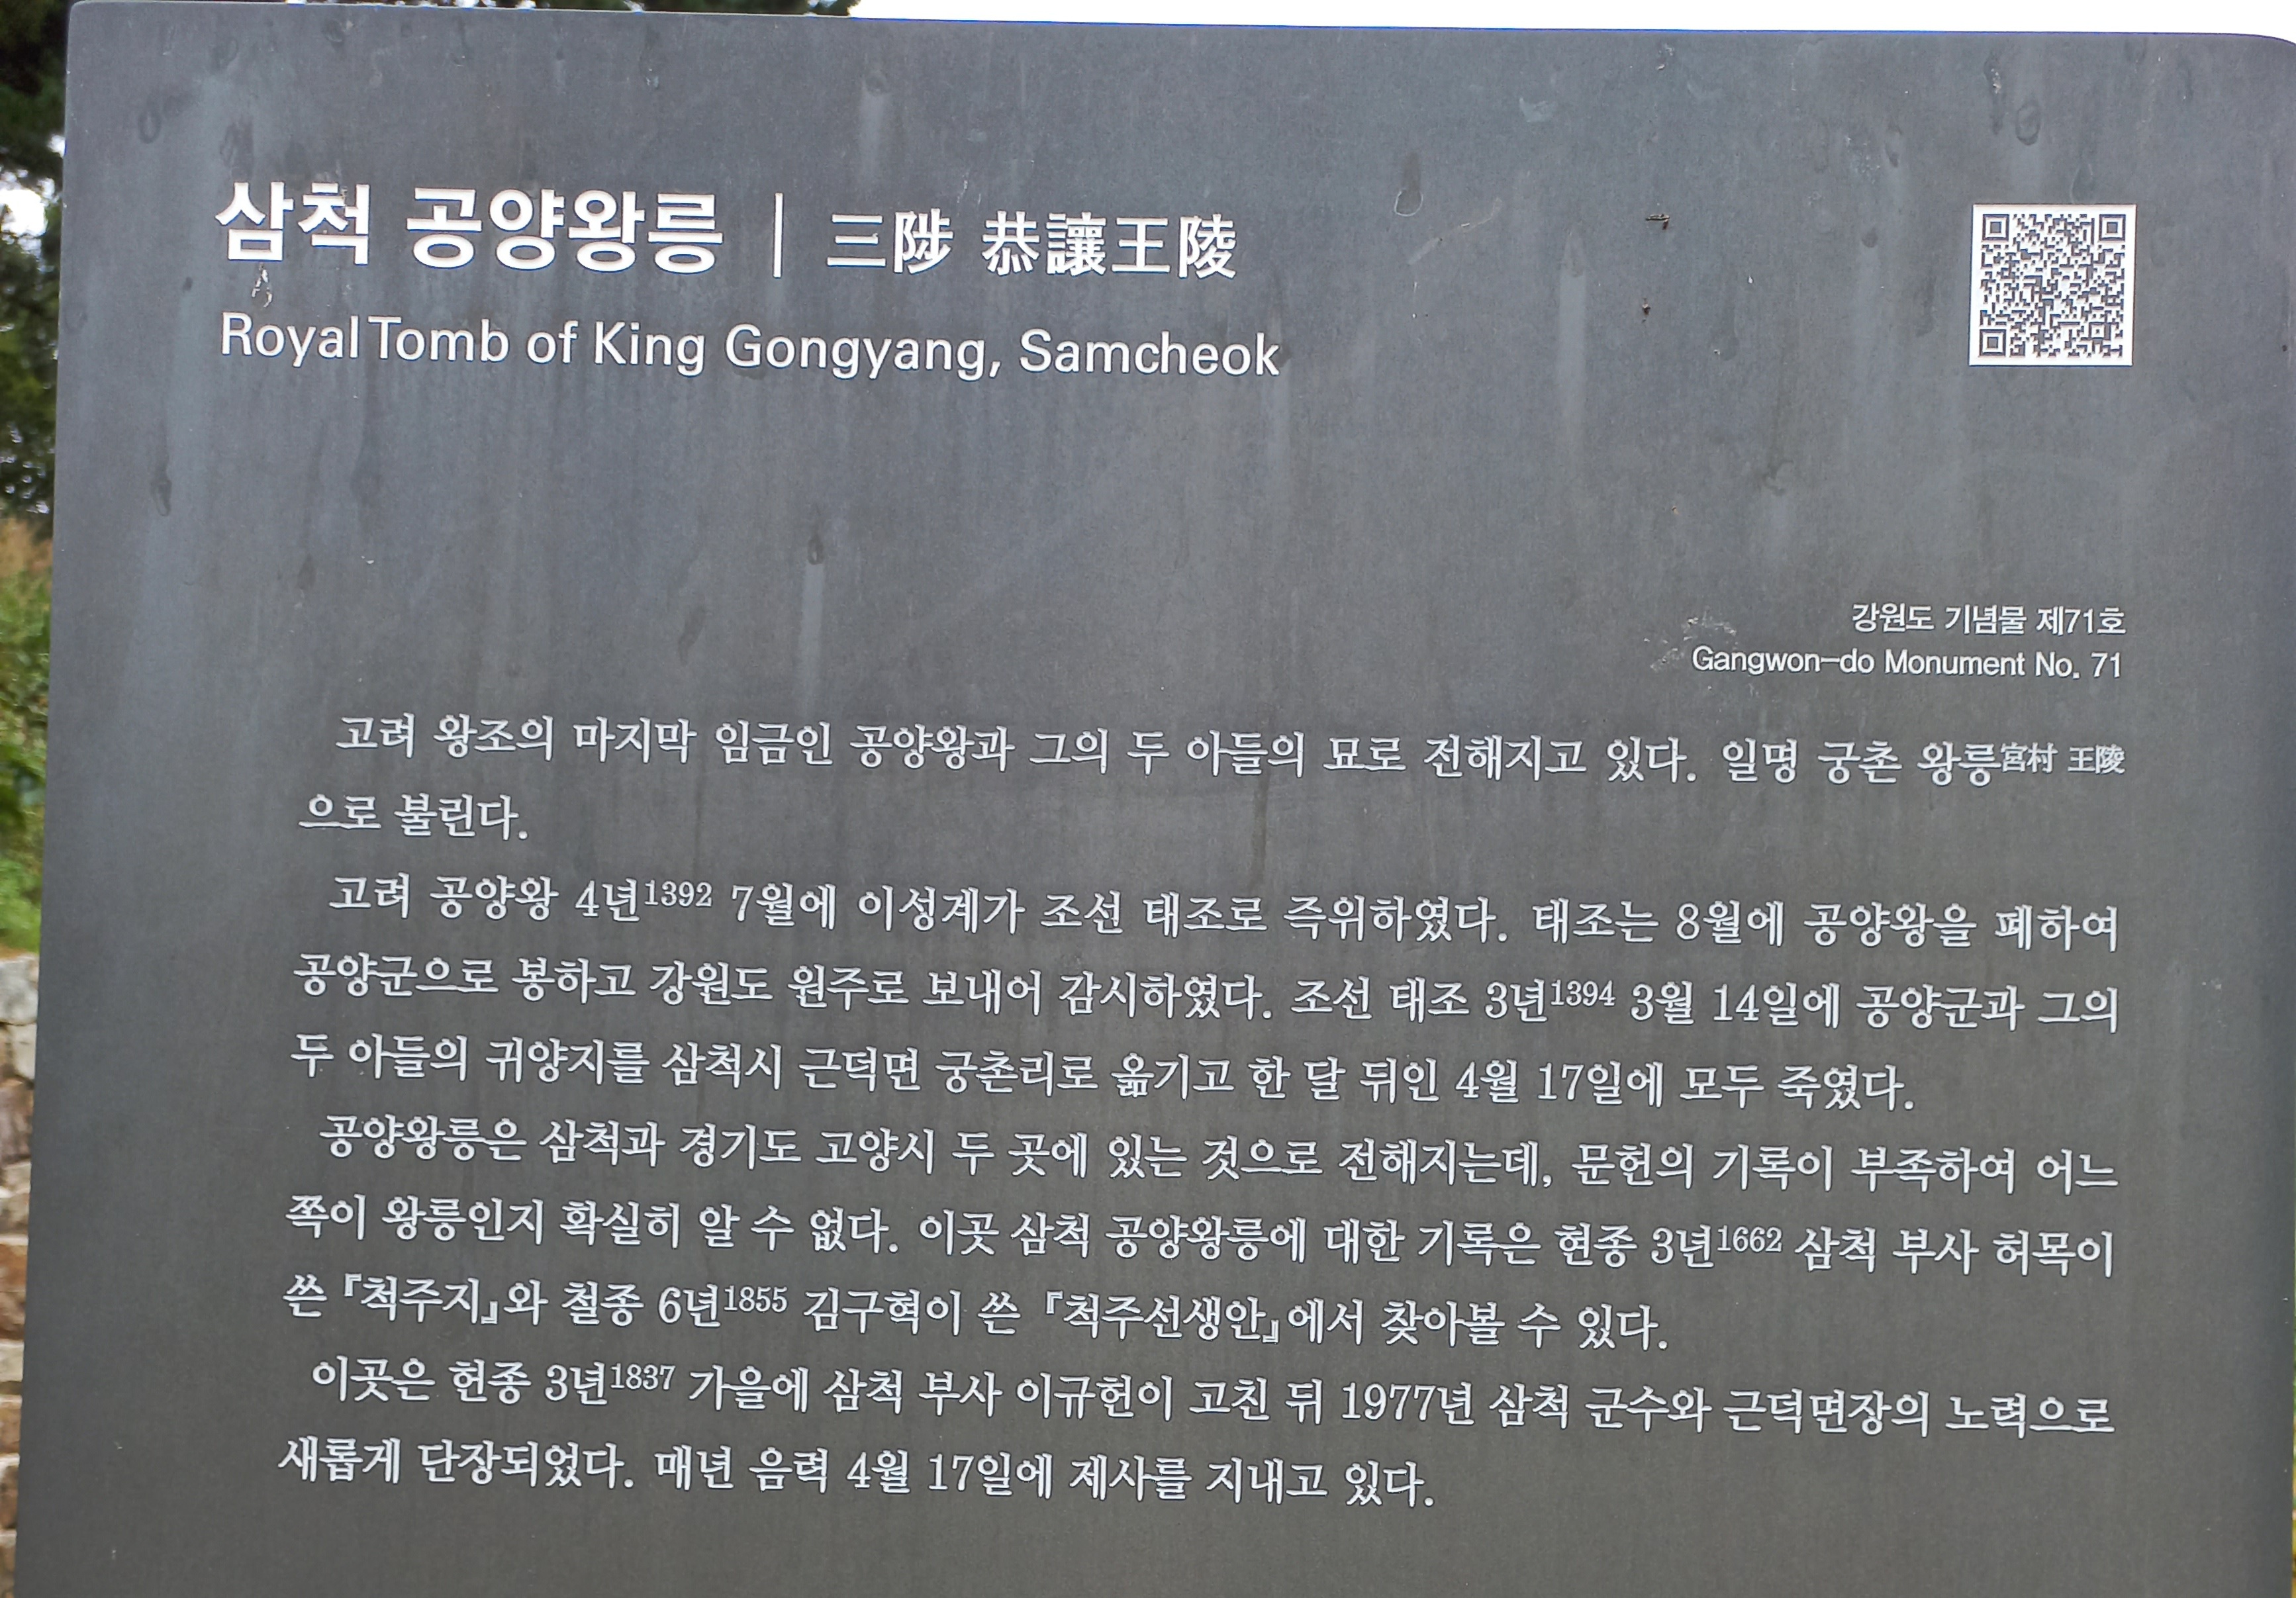 삼척 공양왕릉 | 三陟 恭讓王陵
Royal Tomb of King Gongyang, Samcheok
강원도 기념물 제71호
Gangwon-do Monument No. 71
고려 왕조의 마지막 임금인 공양왕과 그의 두 아들의 묘로 전해지고 있다. 일명 궁촌 왕릉宮村 王陵
으로 불린다.
고려 공양왕 4년1392 7월에 이성계가 조선 태조로 즉위하였다. 태조는 8월에 공양왕을 폐하여
공양군으로 봉하고 강원도 원주로 보내어 감시하였다. 조선 태조 3년1394 3월 14일에 공양군과 그의
두 아들의 귀양지를 삼척시 근덕면 궁촌리로 옮기고 한 달 뒤인 4월 17일에 모두 죽였다.
공양왕릉은 삼척과 경기도 고양시 두 곳에 있는 것으로 전해지는데, 문헌의 기록이 부족하여 어느
쪽이 왕릉인지 확실히 알 수 없다. 이곳 삼척 공양왕릉에 대한 기록은 현종 3년1662 삼척 부사 허목이
쓴 『척주지』와 철종 6년1855 김구혁이 쓴 『척주선생안』에서 찾아볼 수 있다.
이곳은 헌종 3년1837 가을에 삼척 부사 이규헌이 고친 뒤 1977년 삼척 군수와 근덕면장의 노력으로
새롭게 단장되었다. 매년 음력 4월 17일에 제사를 지내고 있다.